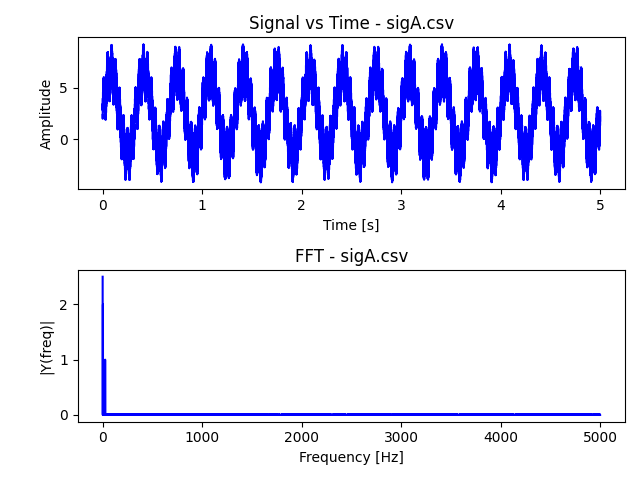 Signal vs Time - sigA.csv
Amplitude
5
0
0 1 2 3 4 5
Time [s]
FFT - sigA.csv
|Y(freq)|
2
1
0
0 1000 2000 3000 4000 5000
Frequency [Hz]